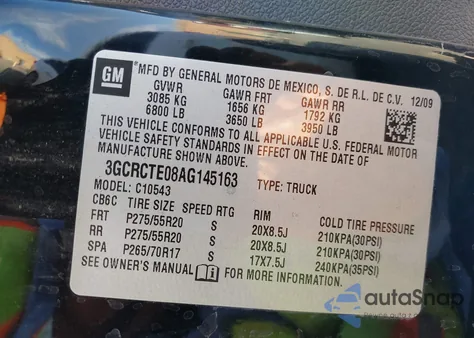 GM
*MFD BY GENERAL MOTORS DE MEXICO, S. DE R.L. DE C.V. 12/09
GVWR GAWR FRT GAWR RR
3085 KG 1656 KG 1792 KG
6800 LB 3650 LB 3950 LB
THIS VEHICLE CONFORMS TO ALL APPLICABLE U.S. FEDERAL MOTOR
VEHICLE SAFETY STANDARDS IN EFFECT ON THE DATE OF
MANUFACTURE SHOWN ABOVE.
3GCRCTE08AG145163 TYPE: TRUCK
MODEL: C10543
CB6C TIRE SIZE SPEED RTG RIM COLD TIRE PRESSURE
FRT P275/55R20 S 20X8.5J 210KPA(30PSI)
RR P275/55R20 S 20X8.5J 210KPA(30PSI)
SPA P265/70R17 S 17X7.5J 240KPA(35PSI)
SEE OWNER'S MANUAL FOR MORE INFORMATION.
autoSnap